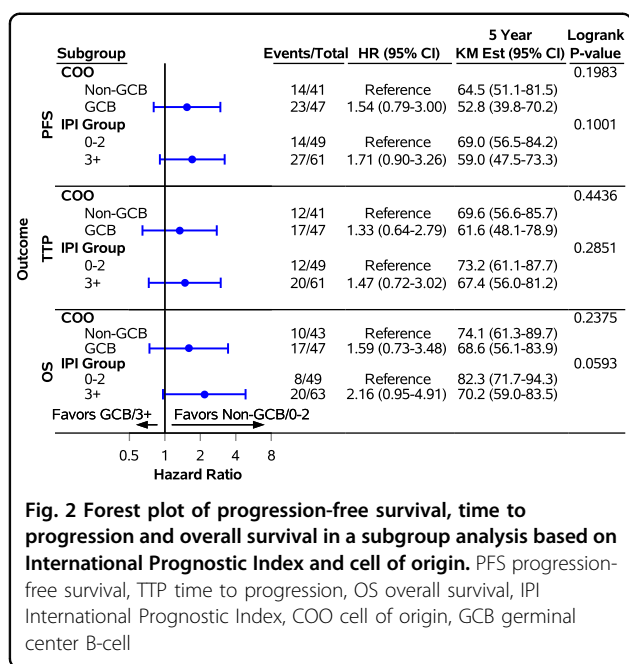 5 Year Logrank
Subgroup Events/Total HR (95% CI) KM Est (95% CI) P-value
COO 0.1983
Non-GCB 14/41 Reference 64.5 (51.1-81.5)
GCB 23/47 1.54 (0.79-3.00) 52.8 (39.8-70.2)
PFS
IPI Group 0.1001
0-2 14/49 Reference 69.0 (56.5-84.2)
3+ 27/61 1.71 (0.90-3.26) 59.0 (47.5-73.3)
COO 0.4436
Non-GCB 12/41 Reference 69.6 (56.6-85.7)
GCB 17/47 1.33 (0.64-2.79) 61.6 (48.1-78.9)
Outcome
TTP
IPI Group 0.2851
0-2 12/49 Reference 73.2 (61.1-87.7)
3+ 20/61 1.47 (0.72-3.02) 67.4 (56.0-81.2)
COO 0.2375
Non-GCB 10/43 Reference 74.1 (61.3-89.7)
GCB 17/47 1.59 (0.73-3.48) 68.6 (56.1-83.9)
OS
IPI Group 0.0593
0-2 8/49 Reference 82.3 (71.7-94.3)
3+ 20/63 2.16 (0.95-4.91) 70.2 (59.0-83.5)
Favors GCB/3+ Favors Non-GCB/0-2
0.5 1 2 4 8
Hazard Ratio
Fig. 2 Forest plot of progression-free survival, time to
progression and overall survival in a subgroup analysis based on
International Prognostic Index and cell of origin. PFS progression-
free survival, TTP time to progression, OS overall survival, IPI
International Prognostic Index, COO cell of origin, GCB germinal
center B-cell